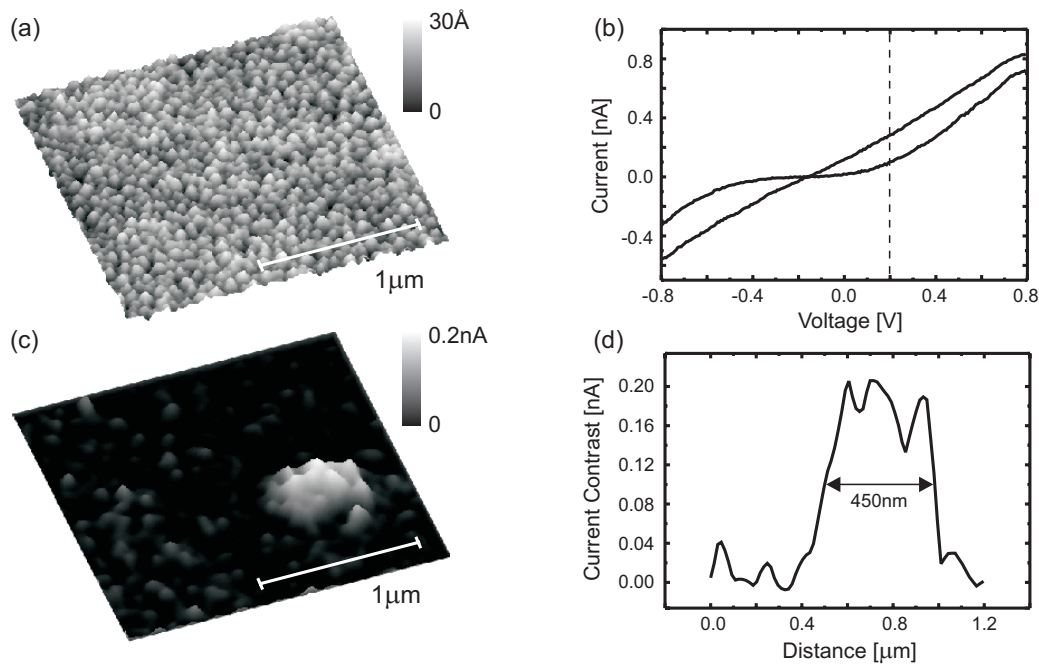 (a)
30Å
0
1μm
(b)
Current [nA]
0.8
0.4
0.0
-0.4
-0.8
-0.4
0.0
0.4
0.8
Voltage [V]
(c)
0.2nA
0
1μm
(d)
Current Contrast [nA]
0.20
0.16
0.12
0.08
0.04
0.00
450nm
0.0
0.4
0.8
1.2
Distance [μm]